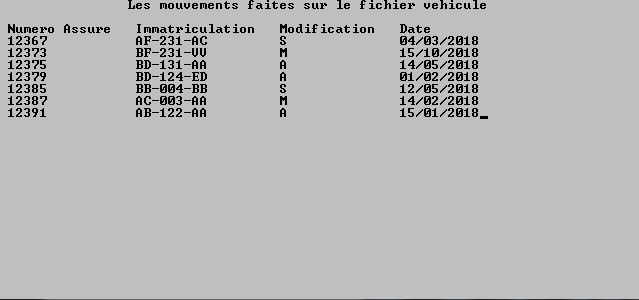 Les mouvements faites sur le fichier vehicule
Numero Assure Immatriculation Modification Date
12367 AF-231-AC S 04/03/2018
12373 BF-231-VV M 15/10/2018
12375 BD-131-AA A 14/05/2018
12379 BD-124-ED A 01/02/2018
12385 BB-004-BB S 12/05/2018
12387 AC-003-AA M 14/02/2018
12391 AB-122-AA A 15/01/2018